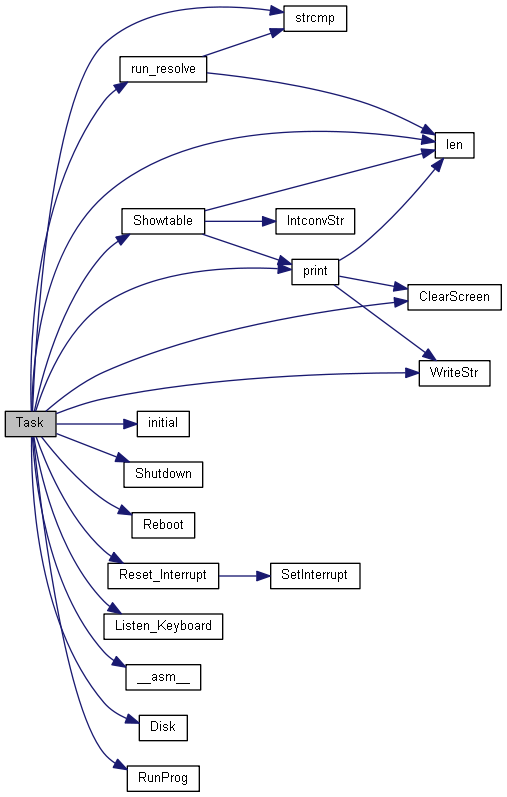 strcmp
run_resolve
len
Showtable
IntconvStr
print
ClearScreen
WriteStr
Task
initial
Shutdown
Reboot
Reset_Interrupt
SetInterrupt
Listen_Keyboard
__asm__
Disk
RunProg